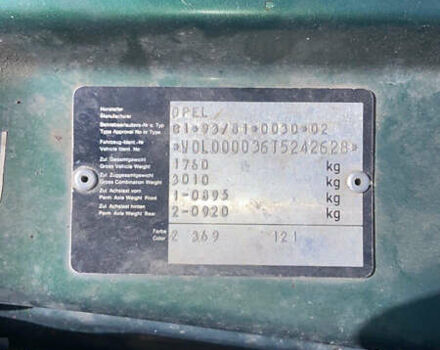 Hersteller
Manufacturer
OPEL
Betriebserlaubnis-Nr o. Typ
Type Approval No or Type
e1*93/81*0030*02
Fahrzeug-Ident.-Nr
Vehicle Ident. No
*W0L000036T5242628*
Zul. Gesamtgewicht
Gross Vehicle Weight
1760 kg
Zul. Zuggesamtgewicht
Gross Combination Weight
3010 kg
Zul. Achslast vorn
Perm. Axle Weight Front
1-0895 kg
Zul. Achslast hinten
Perm. Axle Weight Rear
2-0920 kg
Farbe
Color
2 369 121